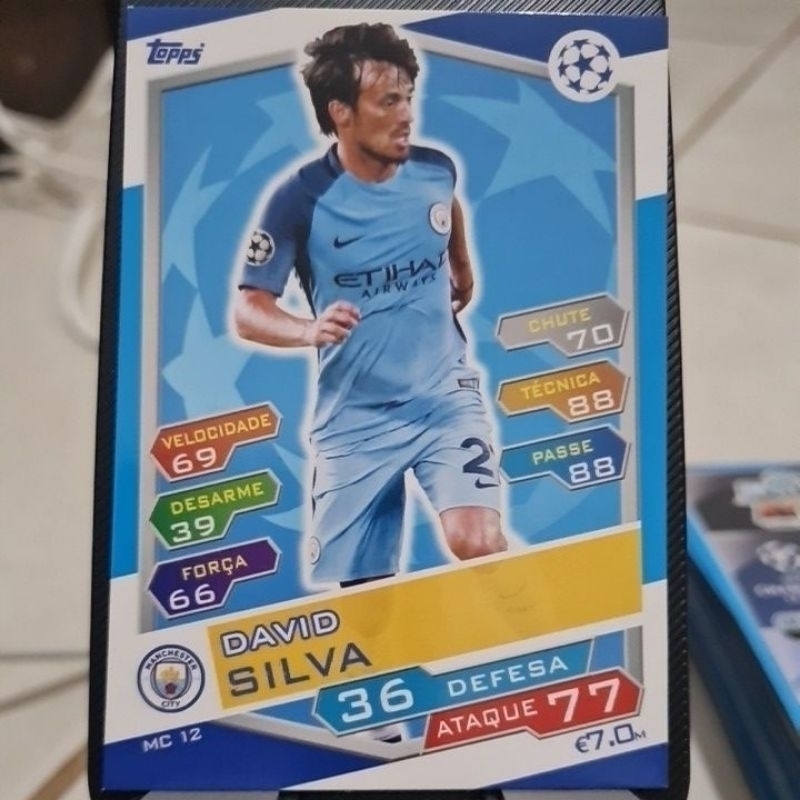 topps
ETIHAD
AIRWAYS
CHUTE
70
TÉCNICA
88
PASSE
88
VELOCIDADE
69
DESARME
39
FORÇA
66
2
DAVID
SILVA
MANCHESTER
CITY
36 DEFESA
ATAQUE 77
MC 12
€7.0M